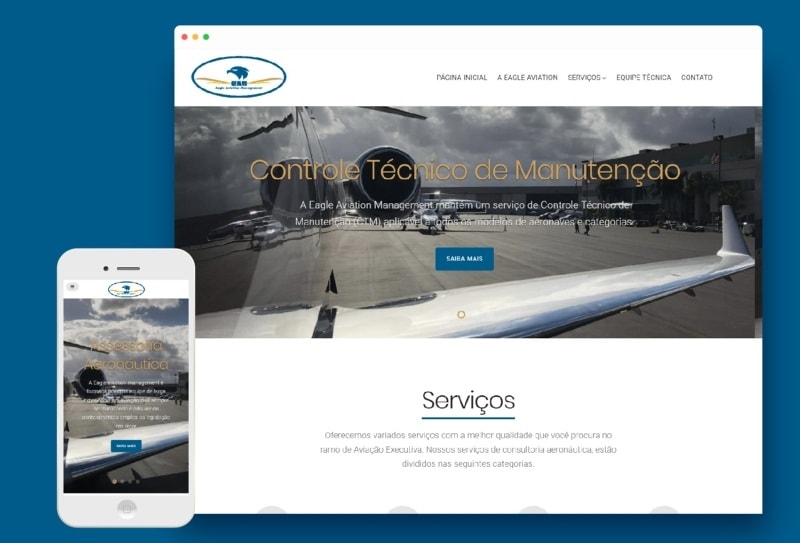 EAM
Eagle Aviation Management
PÁGINA INICIAL A EAGLE AVIATION SERVIÇOS EQUIPE TÉCNICA CONTATO
Controle Técnico de Manutenção
A Eagle Aviation Management mantém um serviço de Controle Técnico de
Manutenção (CTM) aplicável a todos os modelos de aeronaves e categorias.
SAIBA MAIS
Serviços
Oferecemos variados serviços com a melhor qualidade que você procura no
ramo de Aviação Executiva. Nossos serviços de consultoria aeronáutica, estão
divididos nas seguintes categorias.
Assessoria
Aeronáutica
A Eagle Aviation management
SAIBA MAIS